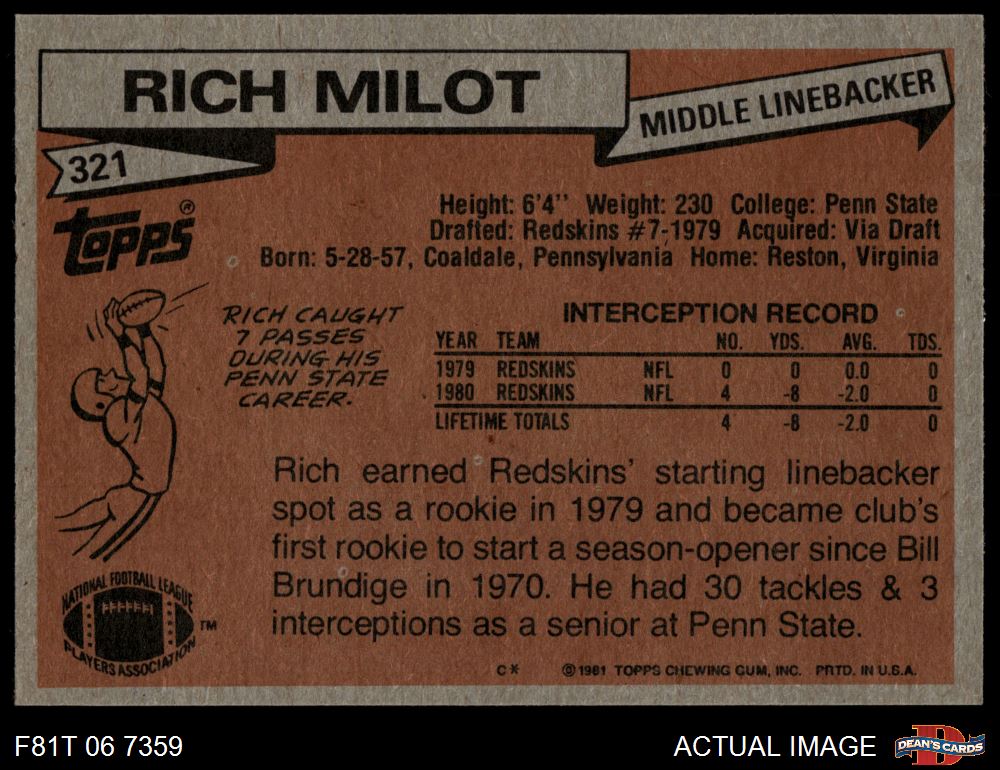 RICH MILOT
MIDDLE LINEBACKER
321
TOPPS®
Height: 6'4'' Weight: 230 College: Penn State
Drafted: Redskins #7-1979 Acquired: Via Draft
Born: 5-28-57, Coaldale, Pennsylvania Home: Reston, Virginia
RICH CAUGHT
7 PASSES
DURING HIS
PENN STATE
CAREER.
INTERCEPTION RECORD
YEAR TEAM NO. YDS. AVG. TDS.
1979 REDSKINS NFL 0 0 0.0 0
1980 REDSKINS NFL 4 -8 -2.0 0
LIFETIME TOTALS 4 -8 -2.0 0
Rich earned Redskins' starting linebacker
spot as a rookie in 1979 and became club's
first rookie to start a season-opener since Bill
Brundige in 1970. He had 30 tackles & 3
interceptions as a senior at Penn State.
NATIONAL FOOTBALL LEAGUE
PLAYERS ASSOCIATION
TM
C* ©1981 TOPPS CHEWING GUM, INC. PRTD. IN U.S.A.
F81T 06 7359
ACTUAL IMAGE
D
DEAN'S CARDS